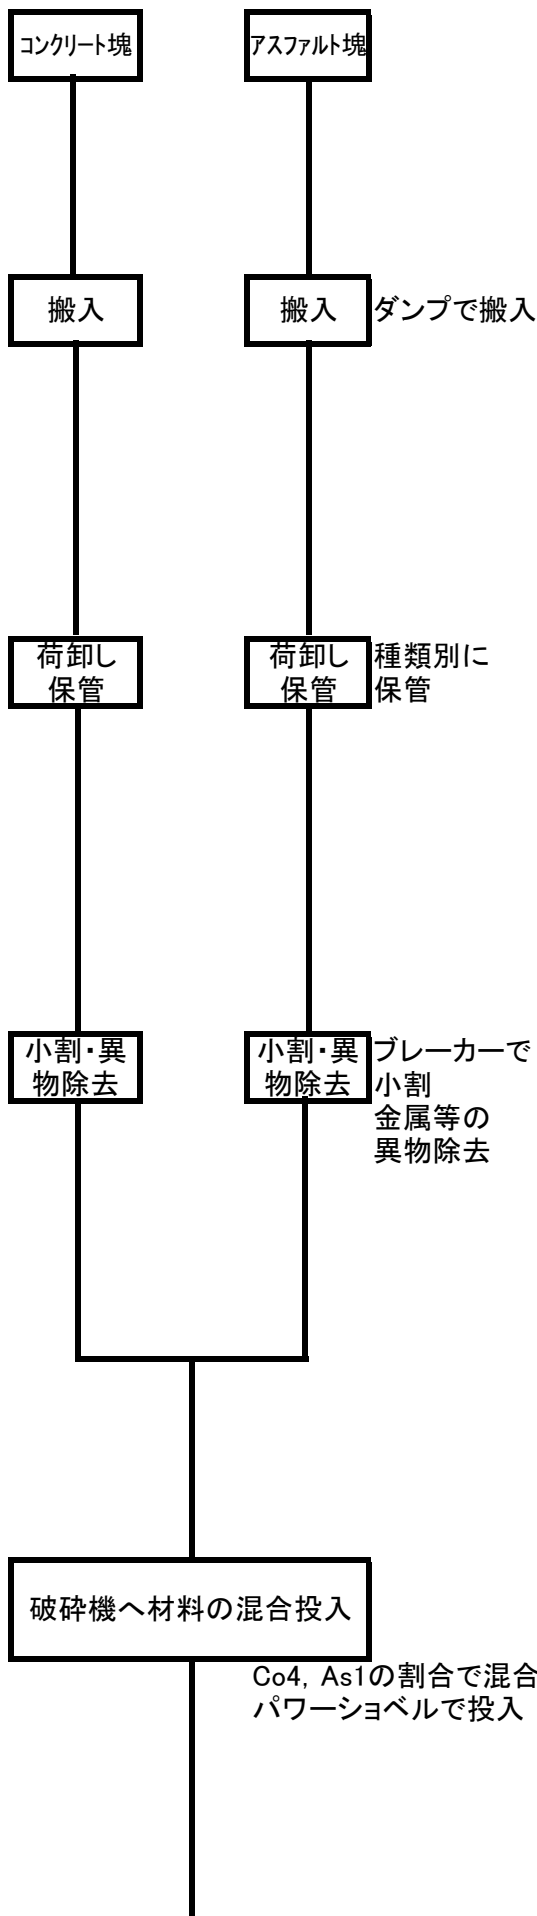 コンクリート塊
アスファルト塊
搬入
搬入
ダンプで搬入
荷卸し
保管
荷卸し
保管
種類別に
保管
小割・異
物除去
小割・異
物除去
ブレーカーで
小割
金属等の
異物除去
破砕機へ材料の混合投入
Co4, As1の割合で混合
パワーショベルで投入